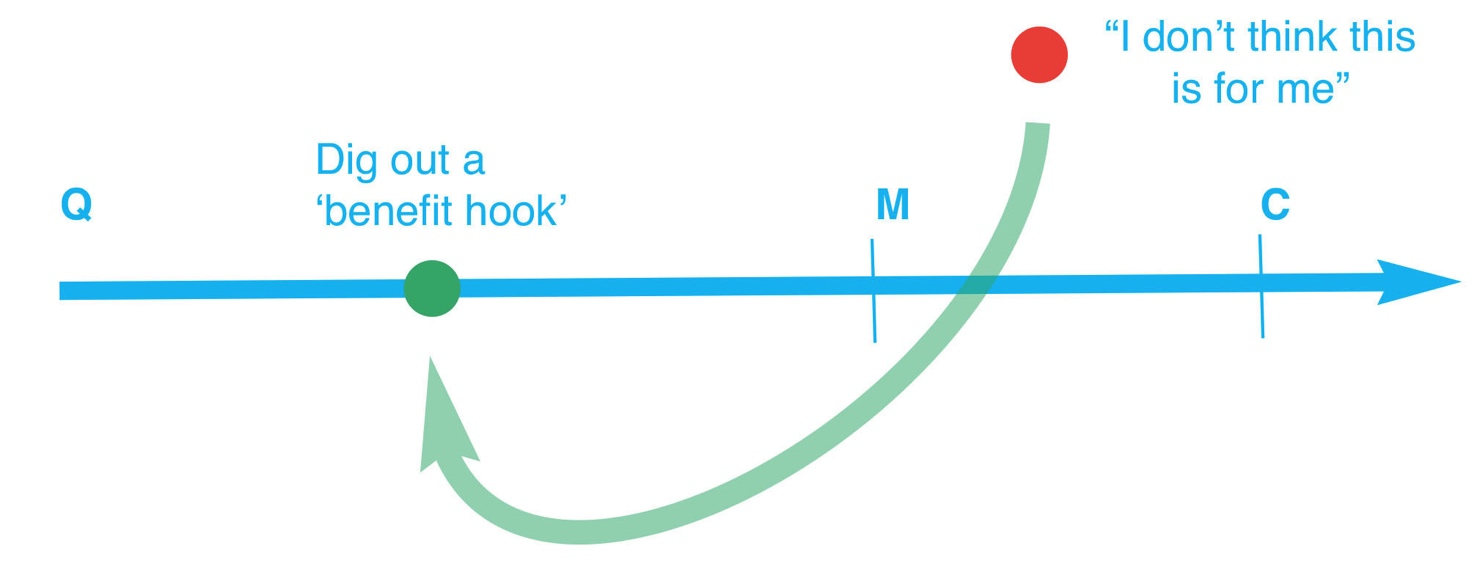 “I don’t think this
is for me”
Dig out a
‘benefit hook’
Q
M
C